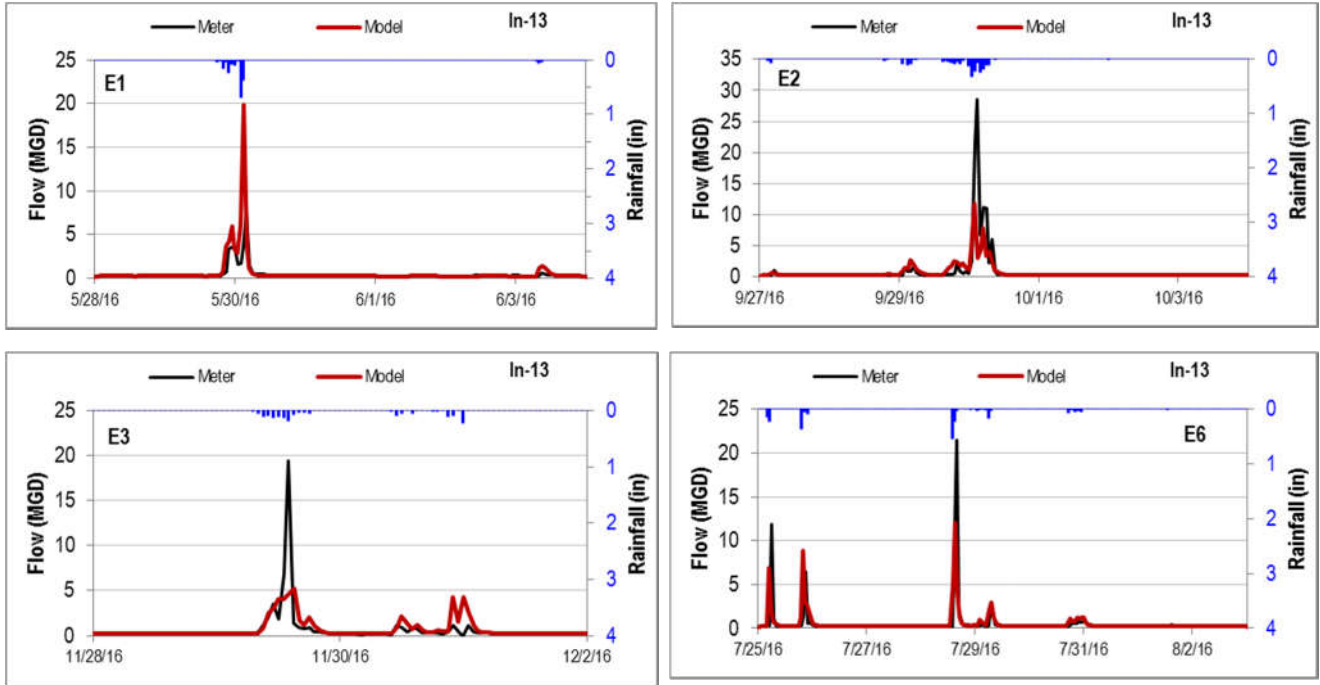 Meter Model In-13
E1
Flow (MGD)
25
20
15
10
5
0
Rainfall (in)
0
1
2
3
4
5/28/16 5/30/16 6/1/16 6/3/16
Meter Model In-13
E2
Flow (MGD)
35
30
25
20
15
10
5
0
Rainfall (in)
0
1
2
3
4
9/27/16 9/29/16 10/1/16 10/3/16
Meter Model In-13
E3
Flow (MGD)
25
20
15
10
5
0
Rainfall (in)
0
1
2
3
4
11/28/16 11/30/16 12/2/16
Meter Model In-13
E6
Flow (MGD)
25
20
15
10
5
0
Rainfall (in)
0
1
2
3
4
7/25/16 7/27/16 7/29/16 7/31/16 8/2/16